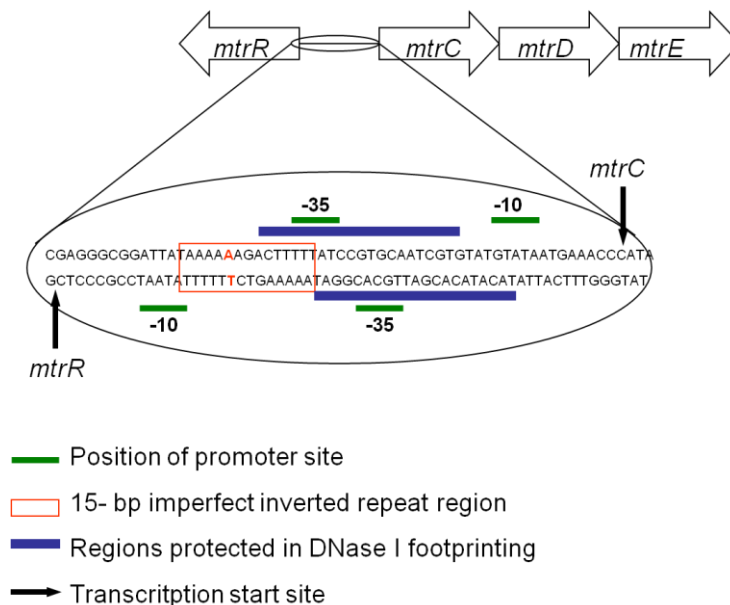 mtrR mtrC mtrD mtrE
mtrC
-35 -10
CGAGGGCGGATTATAAAAAAGACTTTTTATCCGTGCAATCGTGTATGTATAATGAAACCCATA
GCTCCCGCCTAATATTTTTTCTGAAAAATAGGCACGTTAGCACATACATATTACTTTGGGTAT
-10 -35
mtrR
Position of promoter site
15- bp imperfect inverted repeat region
Regions protected in DNase I footprinting
Transcritption start site